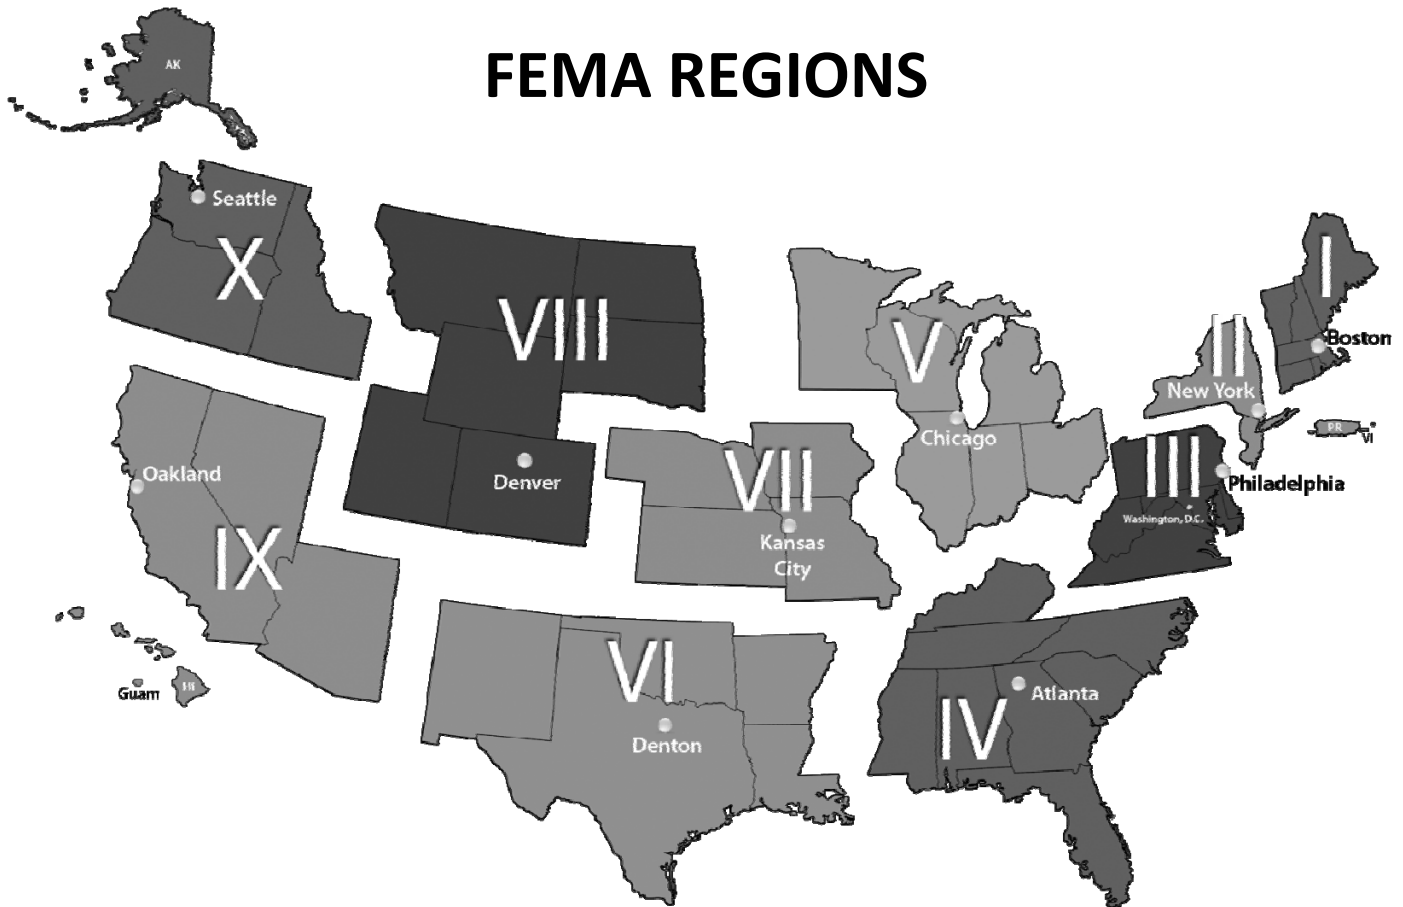 FEMA REGIONS
AK
Seattle
X
VIII
V
I
II
Boston
New York
PR
VI
Chicago
III
Philadelphia
Washington, D.C.
Oakland
Denver
VII
Kansas
City
IX
Guam
HI
VI
Denton
Atlanta
IV